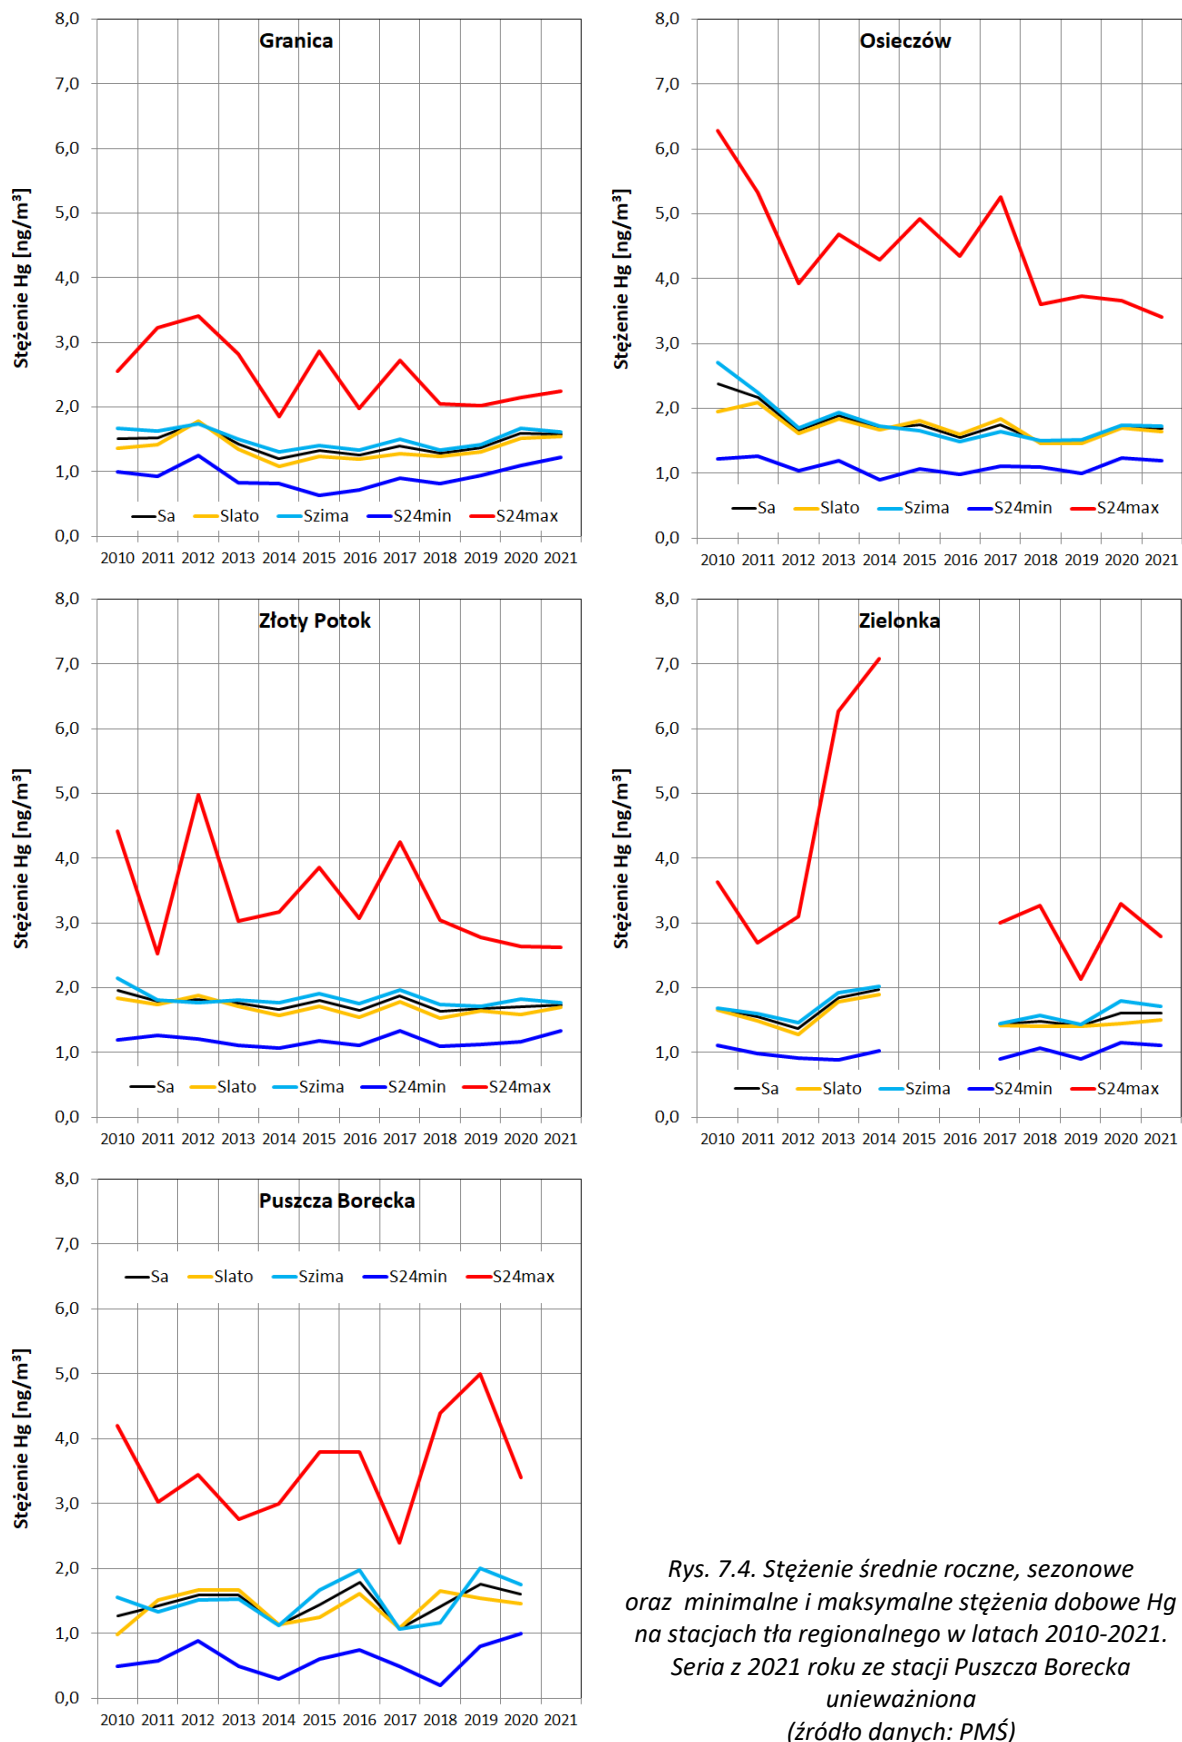 Granica
Stężenie Hg [ng/m³]
8,0
7,0
6,0
5,0
4,0
3,0
2,0
1,0
0,0
Sa Slato Szima S24min S24max
2010 2011 2012 2013 2014 2015 2016 2017 2018 2019 2020 2021
Osieczów
Stężenie Hg [ng/m³]
8,0
7,0
6,0
5,0
4,0
3,0
2,0
1,0
0,0
Sa Slato Szima S24min S24max
2010 2011 2012 2013 2014 2015 2016 2017 2018 2019 2020 2021
Złoty Potok
Stężenie Hg [ng/m³]
8,0
7,0
6,0
5,0
4,0
3,0
2,0
1,0
0,0
Sa Slato Szima S24min S24max
2010 2011 2012 2013 2014 2015 2016 2017 2018 2019 2020 2021
Zielonka
Stężenie Hg [ng/m³]
8,0
7,0
6,0
5,0
4,0
3,0
2,0
1,0
0,0
Sa Slato Szima S24min S24max
2010 2011 2012 2013 2014 2015 2016 2017 2018 2019 2020 2021
Puszcza Borecka
Stężenie Hg [ng/m³]
8,0
7,0
6,0
5,0
4,0
3,0
2,0
1,0
0,0
Sa Slato Szima S24min S24max
2010 2011 2012 2013 2014 2015 2016 2017 2018 2019 2020 2021
Rys. 7.4. Stężenie średnie roczne, sezonowe
oraz minimalne i maksymalne stężenia dobowe Hg
na stacjach tła regionalnego w latach 2010-2021.
Seria z 2021 roku ze stacji Puszcza Borecka
unieważniona
(źródło danych: PMŚ)